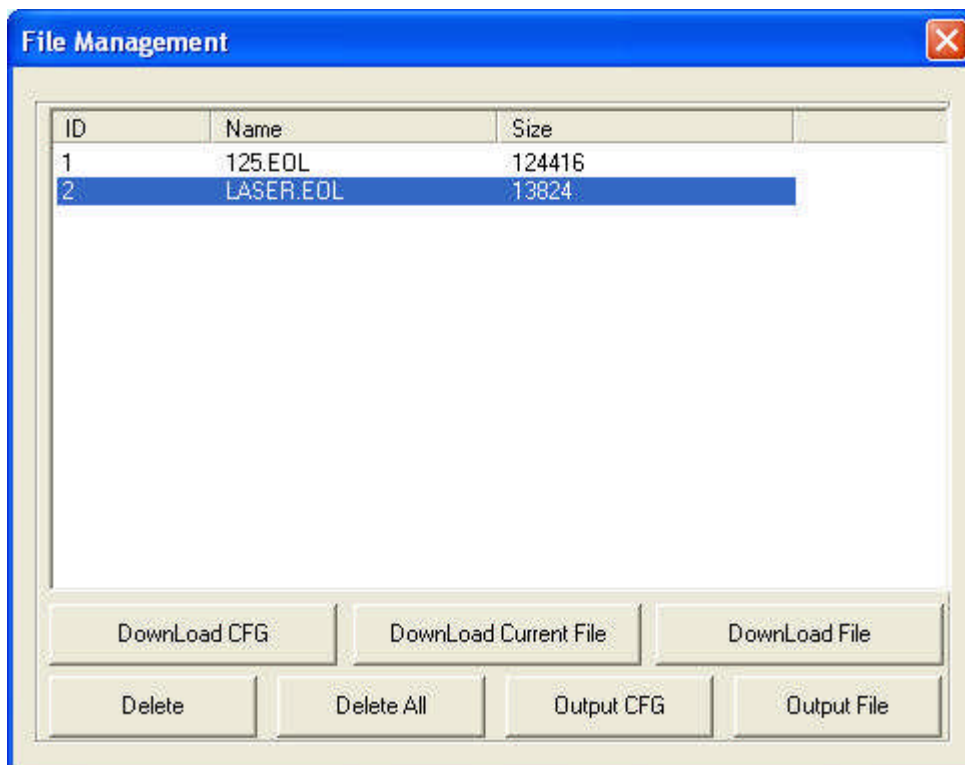 File Management
ID Name Size
1 125.EOL 124416
2 LASER.EOL 13824
DownLoad CFG DownLoad Current File DownLoad File
Delete Delete All Output CFG Output File